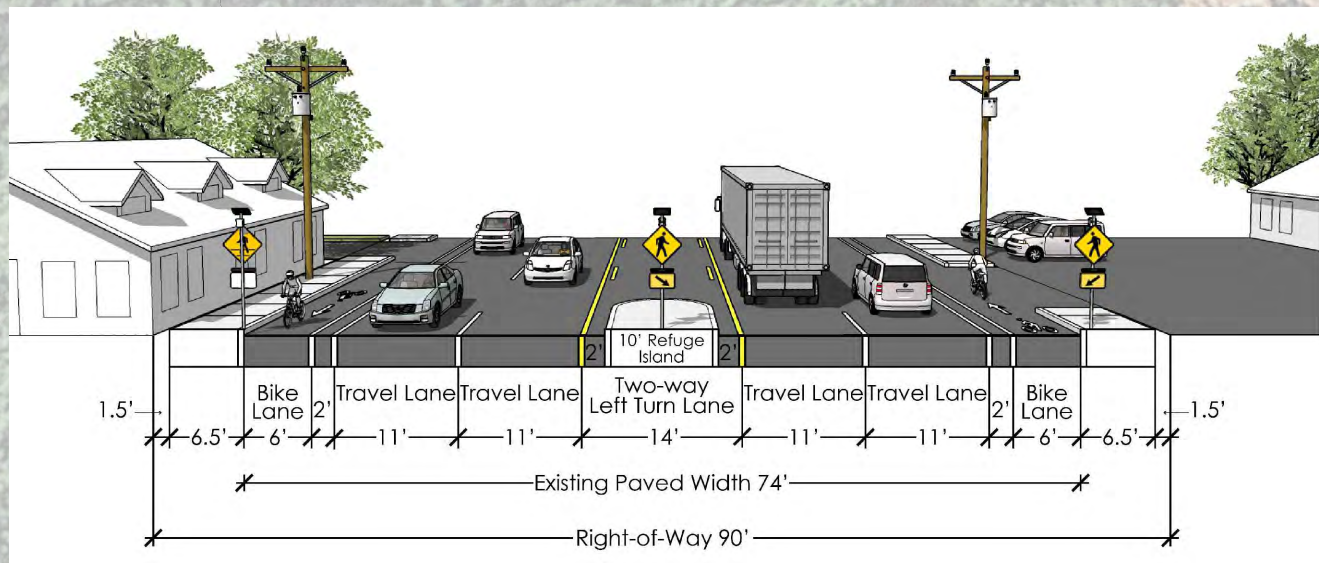 2'
10' Refuge
Island
2'
Bike
Lane
2'
Travel Lane
Travel Lane
Two-way
Left Turn Lane
Travel Lane
Travel Lane
2'
Bike
Lane
1.5'
1.5'
6.5'
6'
11'
11'
14'
11'
11'
6'
6.5'
Existing Paved Width 74'
Right-of-Way 90'